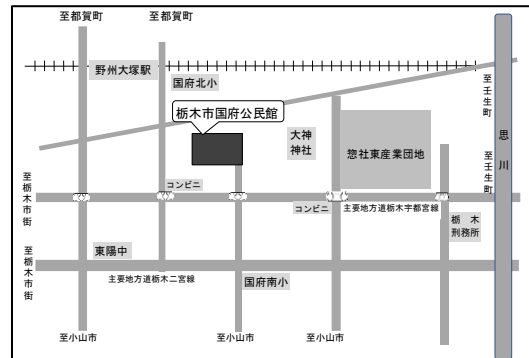 至都賀町
至都賀町
野州大塚駅
国府北小
至壬生町
思川
栃木市国府公民館
大神
神社
惣社東産業団地
至栃木市街
コンビニ
コンビニ
主要地方道栃木宇都宮線
至壬生町
栃木
刑務所
至栃木市街
東陽中
主要地方道栃木二宮線
国府南小
至小山市
至小山市
至小山市